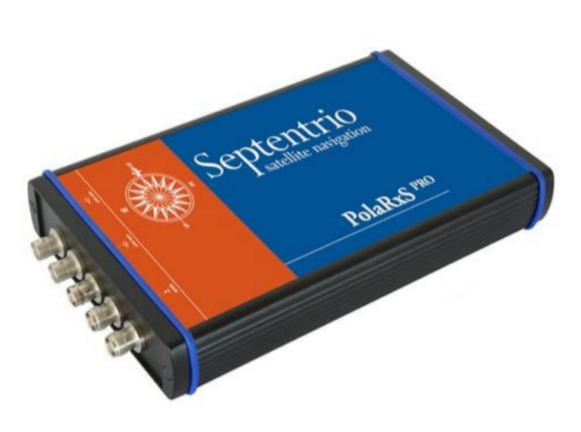 Septentrio
satellite navigation
PolaRxS PRO